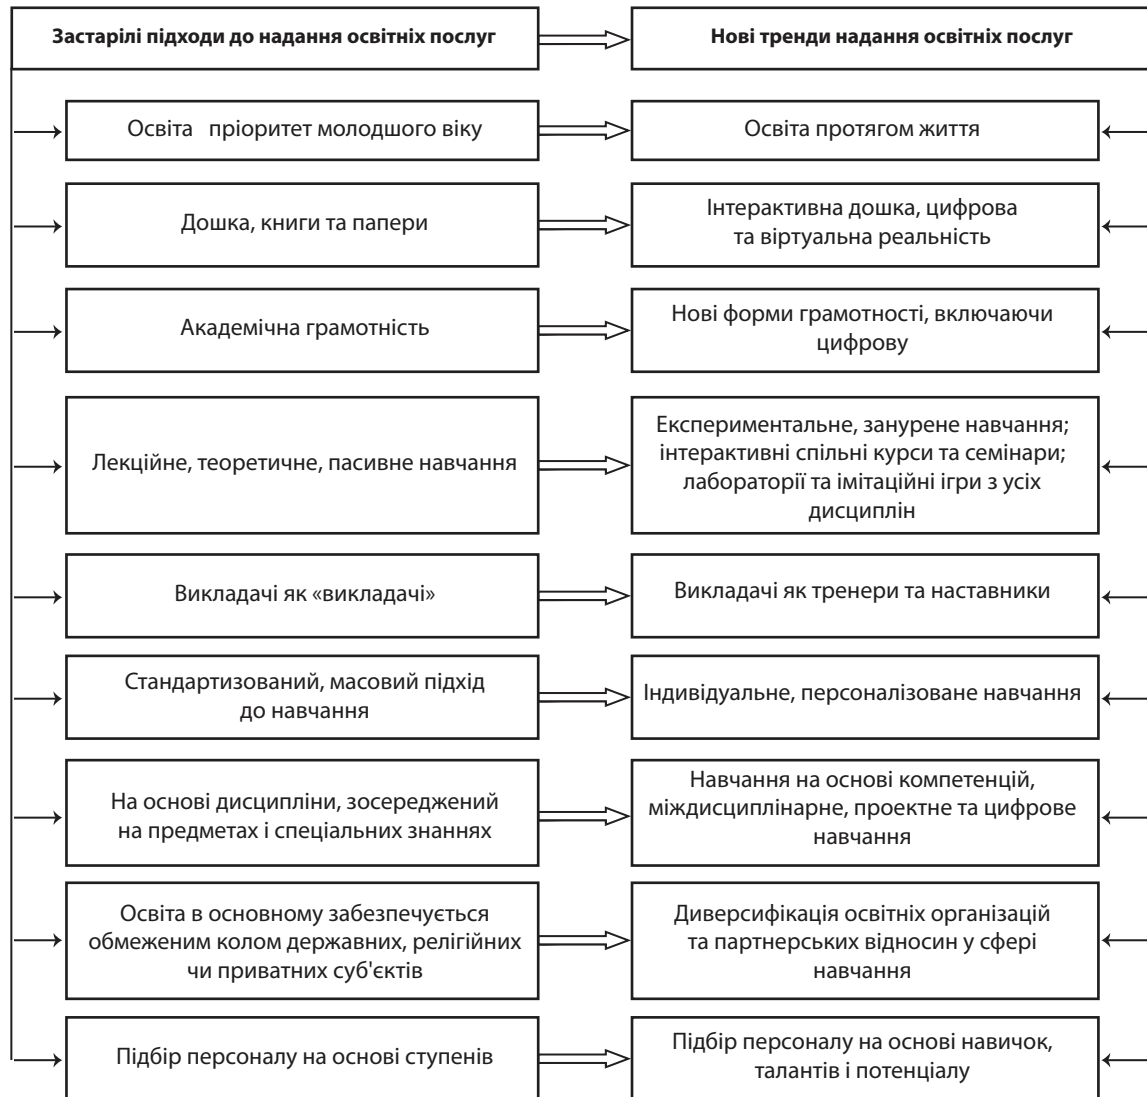 Застарілі підходи до надання освітніх послуг
Нові тренди надання освітніх послуг
Освіта пріоритет молодшого віку
Освіта протягом життя
Дошка, книги та папери
Інтерактивна дошка, цифрова
та віртуальна реальність
Академічна грамотність
Нові форми грамотності, включаючи
цифрову
Лекційне, теоретичне, пасивне навчання
Експериментальне, занурене навчання;
інтерактивні спільні курси та семінари;
лабораторії та імітаційні ігри з усіх
дисциплін
Викладачі як «викладачі»
Викладачі як тренери та наставники
Стандартизований, масовий підхід
до навчання
Індивідуальне, персоналізоване навчання
На основі дисципліни, зосереджений
на предметах і спеціальних знаннях
Навчання на основі компетенцій,
міждисциплінарне, проектне та цифрове
навчання
Освіта в основному забезпечується
обмеженим колом державних, релігійних
чи приватних суб'єктів
Диверсифікація освітніх організацій
та партнерських відносин у сфері
навчання
Підбір персоналу на основі ступенів
Підбір персоналу на основі навичок,
талантів і потенціалу